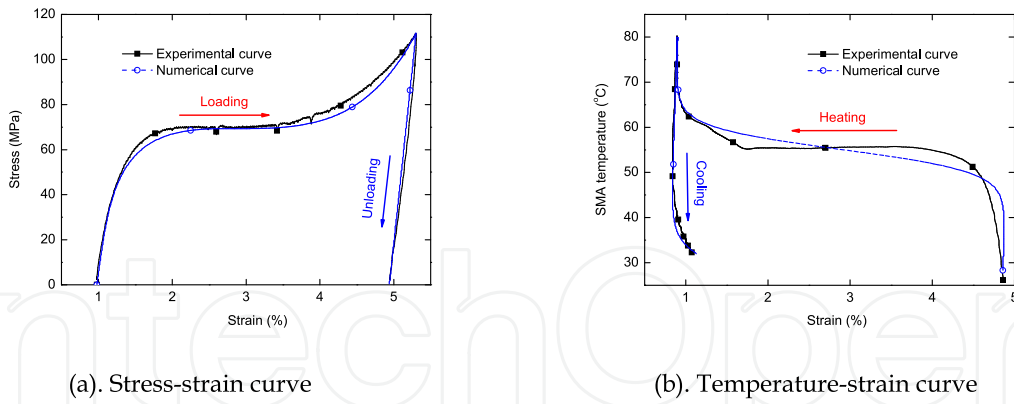 120
100
80
60
40
20
0
Stress (MPa)
Experimental curve
Numerical curve
Loading
Unloading
1 2 3 4 5
Strain (%)
(a). Stress-strain curve
80
70
60
50
40
30
SMA temperature (°C)
Experimental curve
Numerical curve
Heating
Cooling
1 2 3 4 5
Strain (%)
(b). Temperature-strain curve
ntechOpen